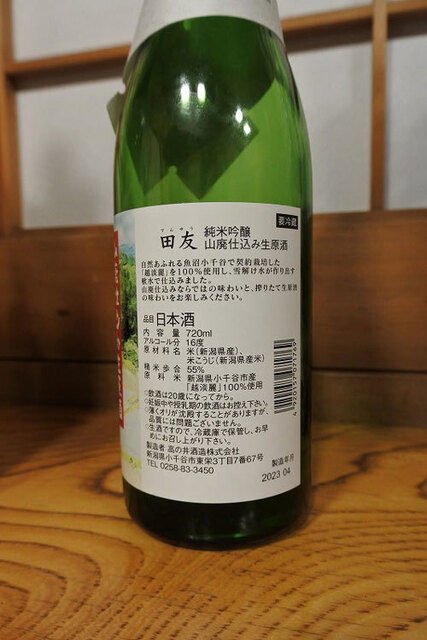 要冷蔵
でんゆう
田友 純米吟醸
山廃仕込み生原酒
自然あふれる魚沼小千谷で契約栽培した
「越淡麗」を100%使用し、雪解け水が作り出す
軟水で仕込みました。
山廃仕込みならではの味わいと、搾りたて生原酒
の味わいをお楽しみください。
品目 日本酒
内容量 720ml
アルコール分 16度
原材料名 米(新潟県産)、
米こうじ(新潟県産米)
精米歩合 55%
原料米 新潟県小千谷市産
「越淡麗」100%使用
○飲酒は20歳になってから。
○妊娠中や授乳期の飲酒はお控え下さい。
○薄くオリが沈殿することがありますが、
品質には問題ございません。
○生酒ですので、冷蔵庫で保管し、お早
めにお召し上がり下さい。
製造者 高の井酒造株式会社
新潟県小千谷市東栄3丁目7番67号
TEL 0258-83-3450
製造年月
2023 04
4 920157 071769